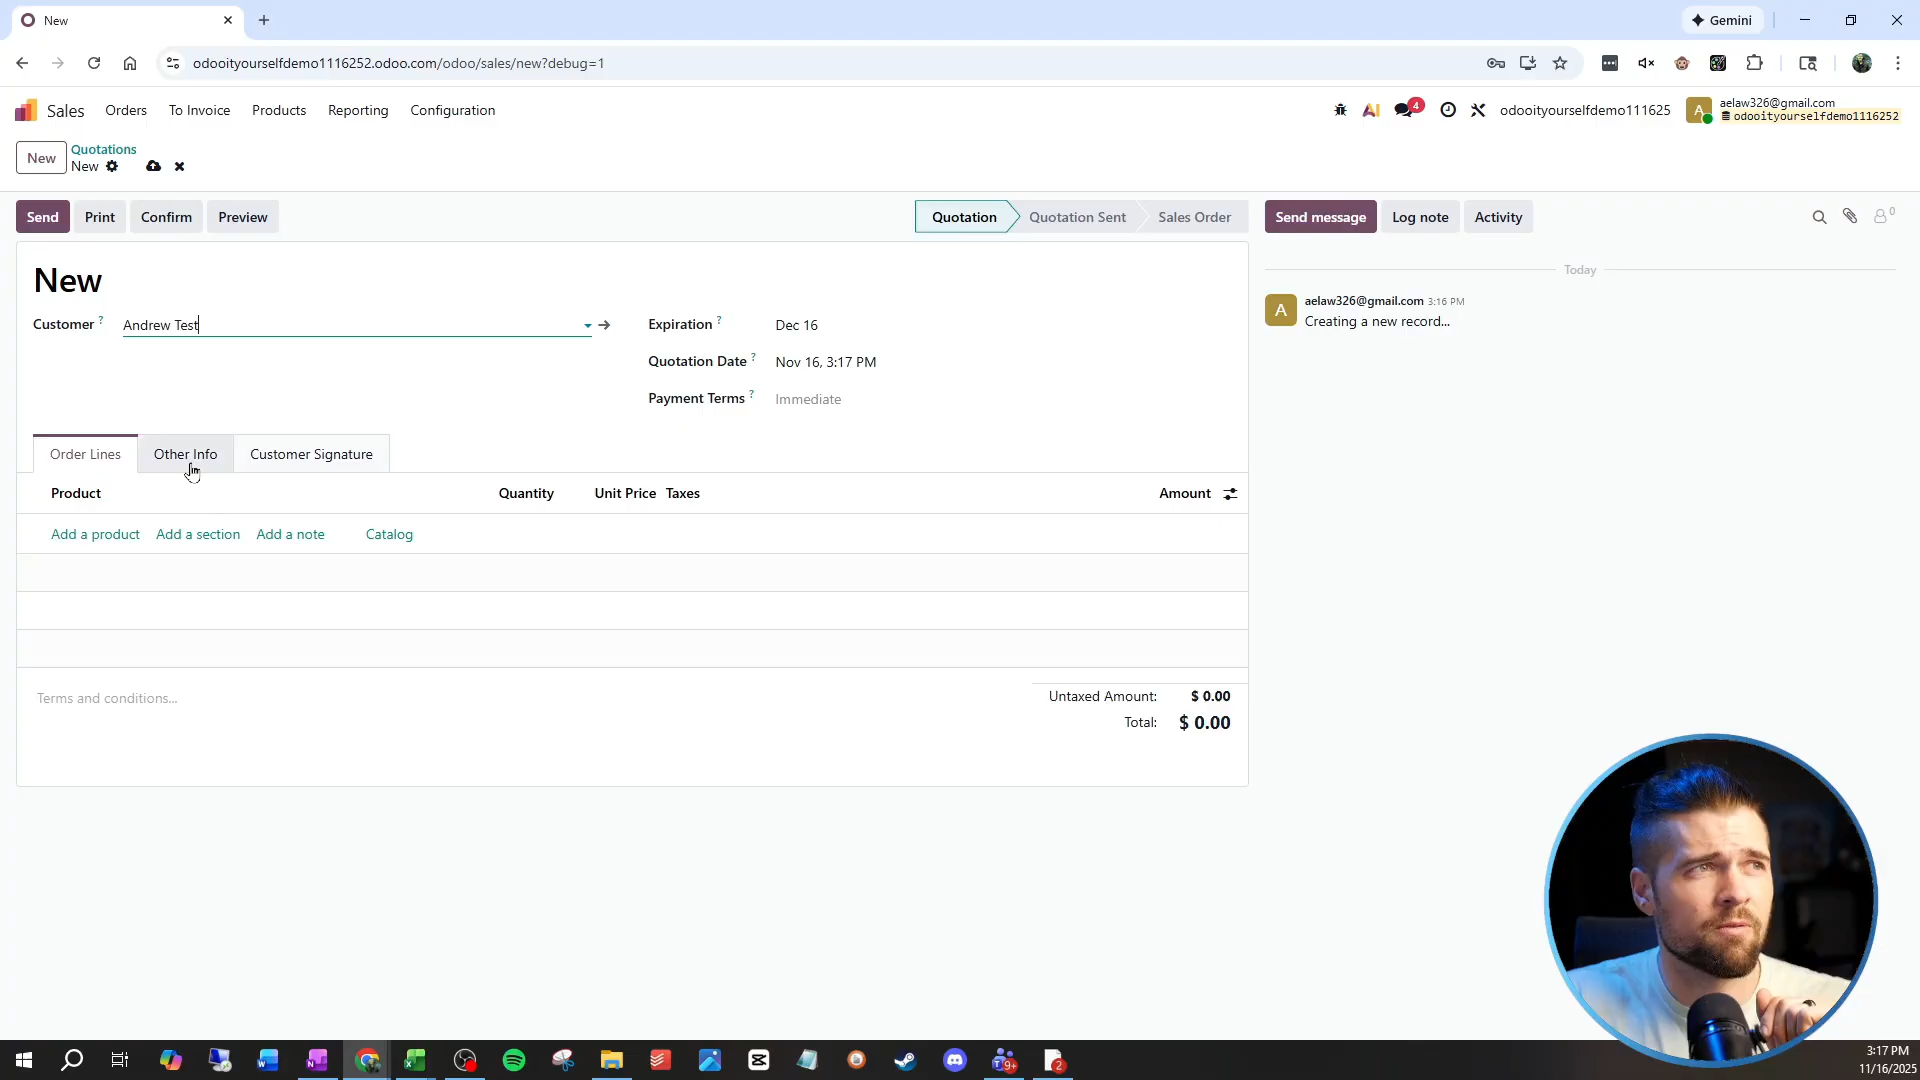 New
Gemini
odooityourselfdemo1116252.odoo.com/odoo/sales/new?debug=1
Sales
Orders
To Invoice
Products
Reporting
Configuration
AI
4
odooityourselfdemo111625
A
aelaw326@gmail.com
odooityourselfdemo1116252
New
Quotations
New
Send
Print
Confirm
Preview
Quotation
Quotation Sent
Sales Order
Send message
Log note
Activity
0
New
Customer ?
Andrew Test
Expiration ?
Dec 16
Quotation Date ?
Nov 16, 3:17 PM
Payment Terms ?
Immediate
Today
A
aelaw326@gmail.com 3:16 PM
Creating a new record...
Order Lines
Other Info
Customer Signature
Product
Quantity
Unit Price
Taxes
Amount
Add a product
Add a section
Add a note
Catalog
Terms and conditions...
Untaxed Amount: $ 0.00
Total: $ 0.00
9+
2
3:17 PM
11/16/2025